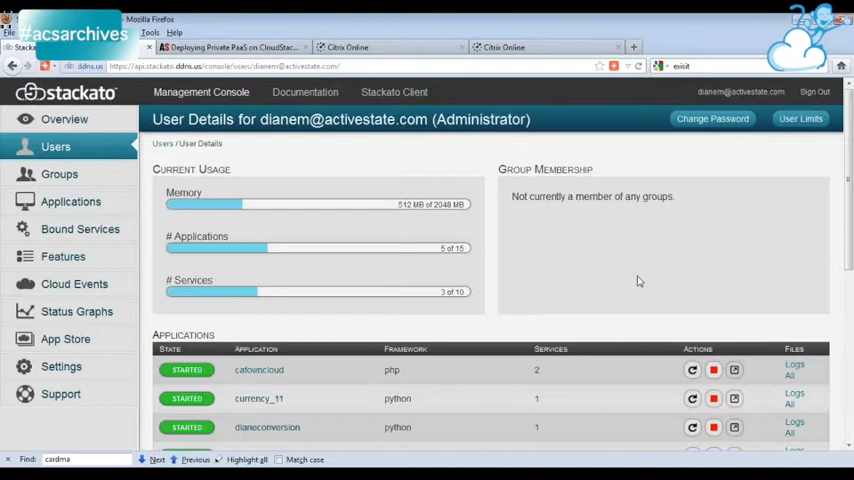 Mozilla Firefox
#acsarchives
File
Tools
Help
Stacka
Deploying Private PaaS on CloudStac...
Citrix Online
Citrix Online
ddns.us
https://api.stackato.ddns.us/console/users/dianem@activestate.com/
exisit
stackato
Management Console
Documentation
Stackato Client
dianem@activestate.com
Sign Out
Overview
Users
Groups
Applications
Bound Services
Features
Cloud Events
Status Graphs
App Store
Settings
Support
User Details for dianem@activestate.com (Administrator)
Change Password
User Limits
Users / User Details
Current Usage
Memory
512 MB of 2048 MB
# Applications
5 of 15
# Services
3 of 10
Group Membership
Not currently a member of any groups.
Applications
State Application Framework Services Actions Files
STARTED cafowncloud php 2 Logs
All
STARTED currency_11 python 1 Logs
All
STARTED dianeconversion python 1 Logs
All
Find: cardma Next Previous Highlight all Match case